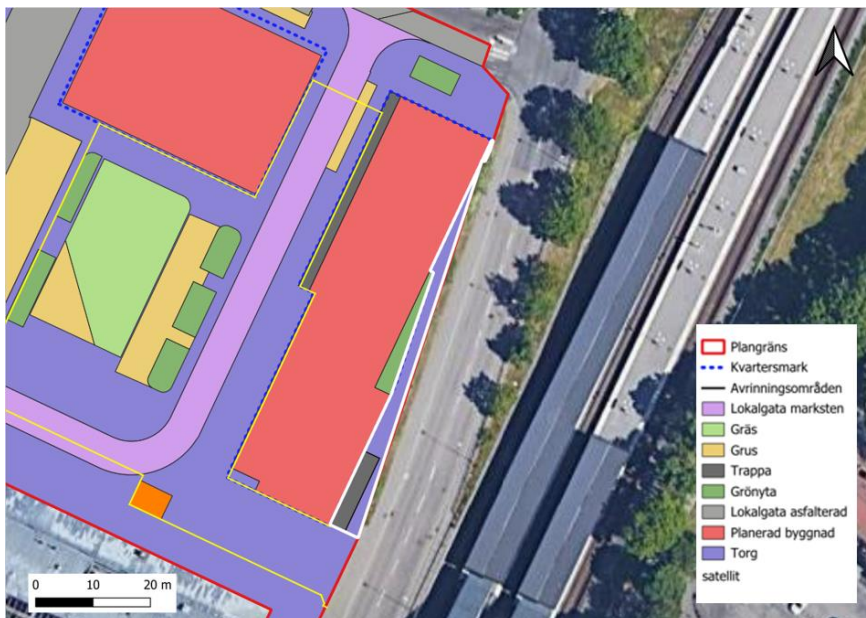 Plangräns
Kvartersmark
Avrinningsområden
Lokalgata marksten
Gräs
Grus
Trappa
Grönyta
Lokalgata asfalterad
Planerad byggnad
Torg
satellit
0 10 20 m